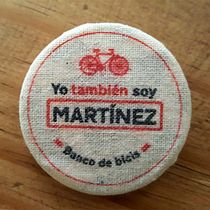 Yo también soy
MARTÍNEZ
Banco de bicis